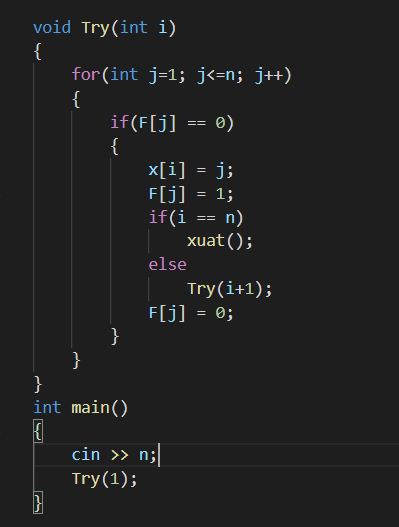 void Try(int i)
{
    for(int j=1; j<=n; j++)
    {
        if(F[j] == 0)
        {
            x[i] = j;
            F[j] = 1;
            if(i == n)
                xuat();
            else
                Try(i+1);
            F[j] = 0;
        }
    }
}
int main()
{
    cin >> n;
    Try(1);
}